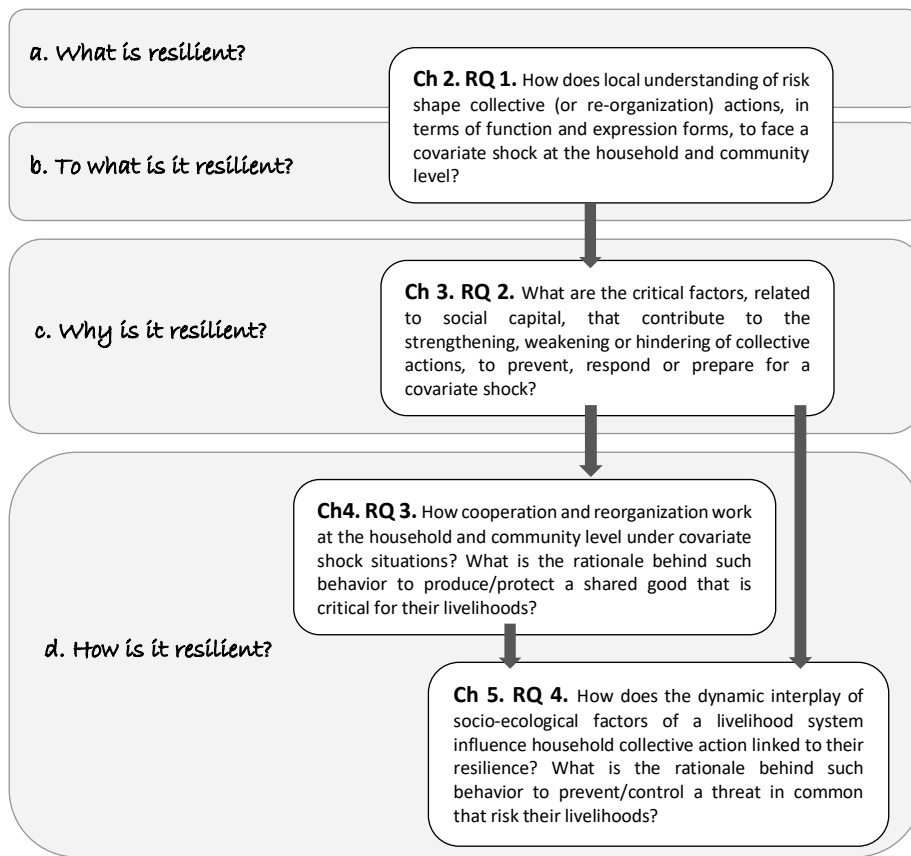 a. What is resilient?
Ch 2. RQ 1. How does local understanding of risk
shape collective (or re-organization) actions, in
terms of function and expression forms, to face a
covariate shock at the household and community
level?
b. To what is it resilient?
Ch 3. RQ 2. What are the critical factors, related
to social capital, that contribute to the
strengthening, weakening or hindering of collective
actions, to prevent, respond or prepare for a
covariate shock?
c. Why is it resilient?
Ch4. RQ 3. How cooperation and reorganization work
at the household and community level under covariate
shock situations? What is the rationale behind such
behavior to produce/protect a shared good that is
critical for their livelihoods?
d. How is it resilient?
Ch 5. RQ 4. How does the dynamic interplay of
socio-ecological factors of a livelihood system
influence household collective action linked to their
resilience? What is the rationale behind such
behavior to prevent/control a threat in common
that risk their livelihoods?